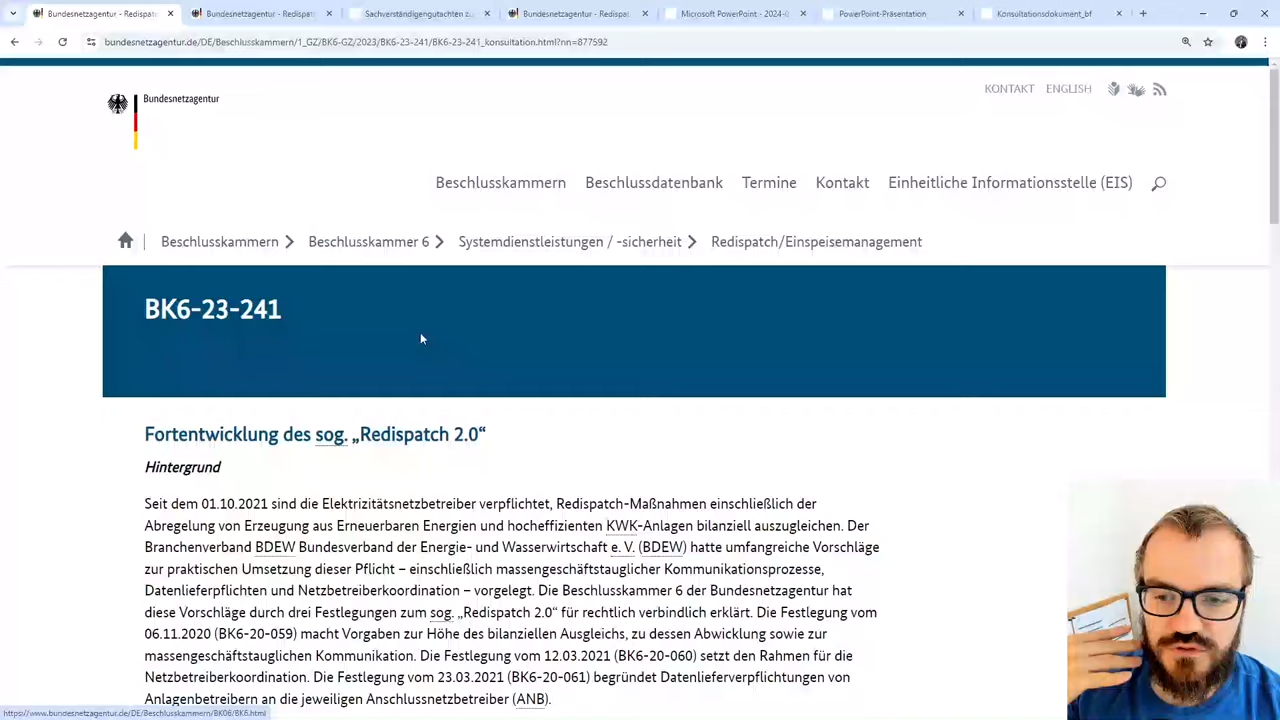 Bundesnetzagentur - Redispatc
Bundesnetzagentur - Redispatc
Sachverständigengutachten zu
Bundesnetzagentur - Redispatc
Microsoft PowerPoint - 2024-
PowerPoint-Präsentation
Konsultationsdokument_bf
bundesnetzagentur.de/DE/Beschlusskammern/1_GZ/BK6-GZ/2023/BK6-23-241/BK6-23-241_konsultation.html?nn=877592
KONTAKT ENGLISH
Bundesnetzagentur
Beschlusskammern Beschlussdatenbank Termine Kontakt Einheitliche Informationsstelle (EIS)
Beschlusskammern Beschlusskammer 6 Systemdienstleistungen / -sicherheit Redispatch/Einspeisemanagement
BK6-23-241
Fortentwicklung des sog. „Redispatch 2.0“
Hintergrund
Seit dem 01.10.2021 sind die Elektrizitätsnetzbetreiber verpflichtet, Redispatch-Maßnahmen einschließlich der
Abregelung von Erzeugung aus Erneuerbaren Energien und hocheffizienten KWK-Anlagen bilanziell auszugleichen. Der
Branchenverband BDEW Bundesverband der Energie- und Wasserwirtschaft e. V. (BDEW) hatte umfangreiche Vorschläge
zur praktischen Umsetzung dieser Pflicht – einschließlich massengeschäftstauglicher Kommunikationsprozesse,
Datenlieferpflichten und Netzbetreiberkoordination – vorgelegt. Die Beschlusskammer 6 der Bundesnetzagentur hat
diese Vorschläge durch drei Festlegungen zum sog. „Redispatch 2.0“ für rechtlich verbindlich erklärt. Die Festlegung vom
06.11.2020 (BK6-20-059) macht Vorgaben zur Höhe des bilanziellen Ausgleichs, zu dessen Abwicklung sowie zur
massengeschäftstauglichen Kommunikation. Die Festlegung vom 12.03.2021 (BK6-20-060) setzt den Rahmen für die
Netzbetreiberkoordination. Die Festlegung vom 23.03.2021 (BK6-20-061) begründet Datenlieferverpflichtungen von
Anlagenbetreibern an die jeweiligen Anschlussnetzbetreiber (ANB).
https://www.bundesnetzagentur.de/DE/Beschlusskammern/BK06/BK6.html